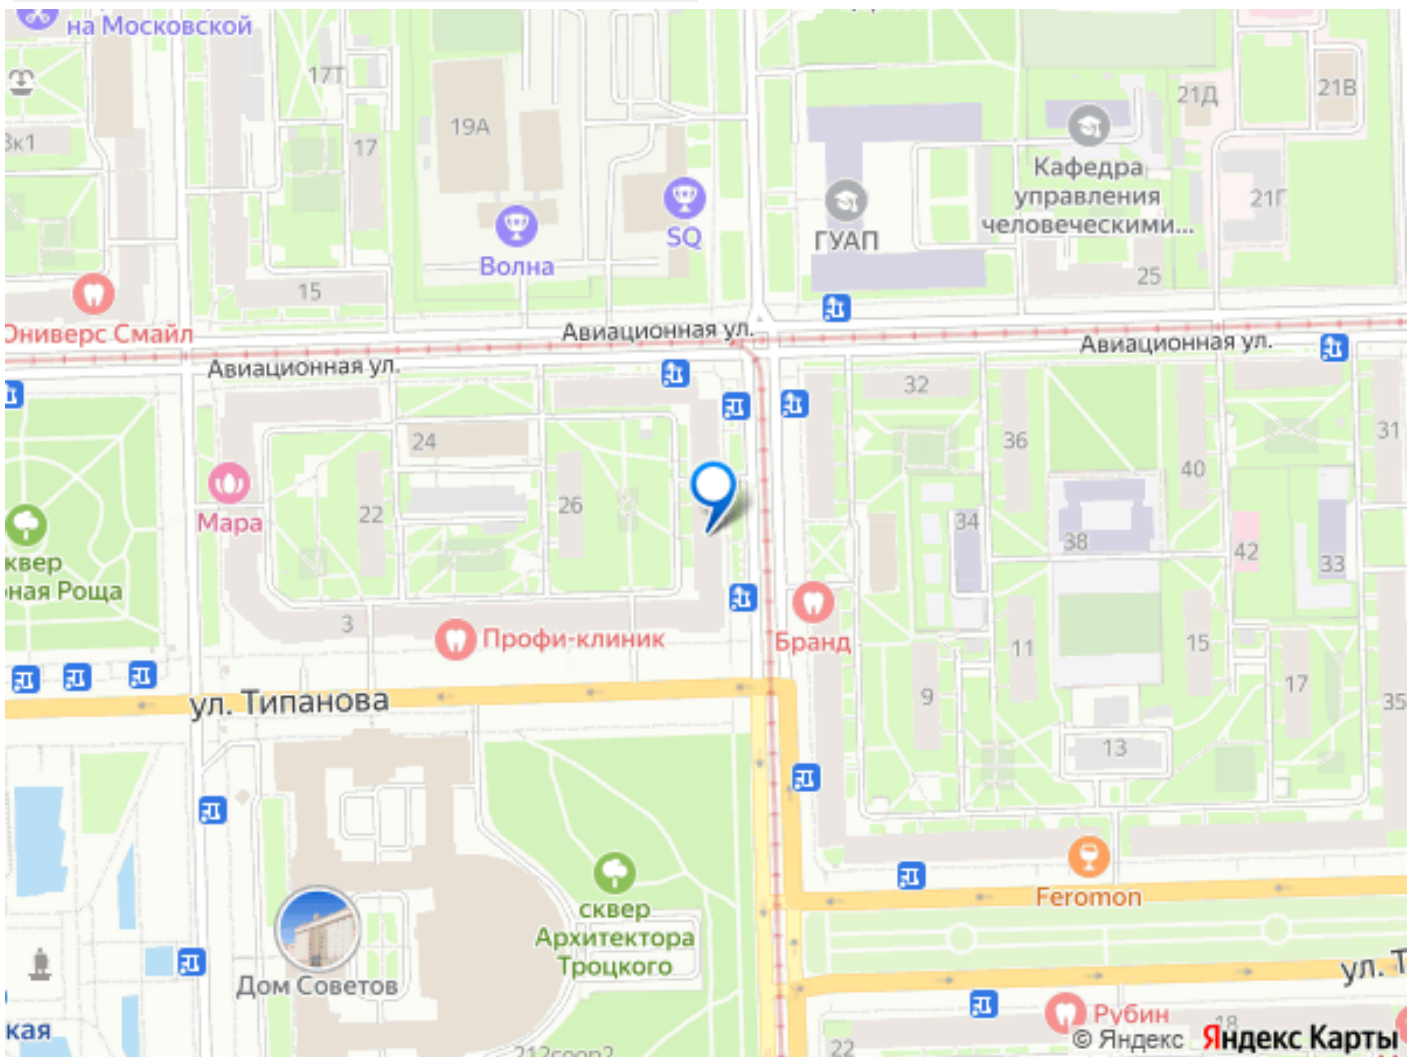 на Московской
17Т
19А
17
3к1
21Д
21В
Кафедра
управления
человеческими...
21Г
ГУАП
SQ
Волна
25
15
Юниверс Смайл
Авиационная ул.
Авиационная ул.
Авиационная ул.
32
24
36
31
40
Мара
22
26
34
38
42
33
сквер
ная Роща
3
Профи-клиник
Бранд
11
15
9
17
35
ул. Типанова
13
Feromon
сквер
Архитектора
Троцкого
Дом Советов
ул. Т
кая
Рубин
18
22
212соор2
© Яндекс Яндекс Карты